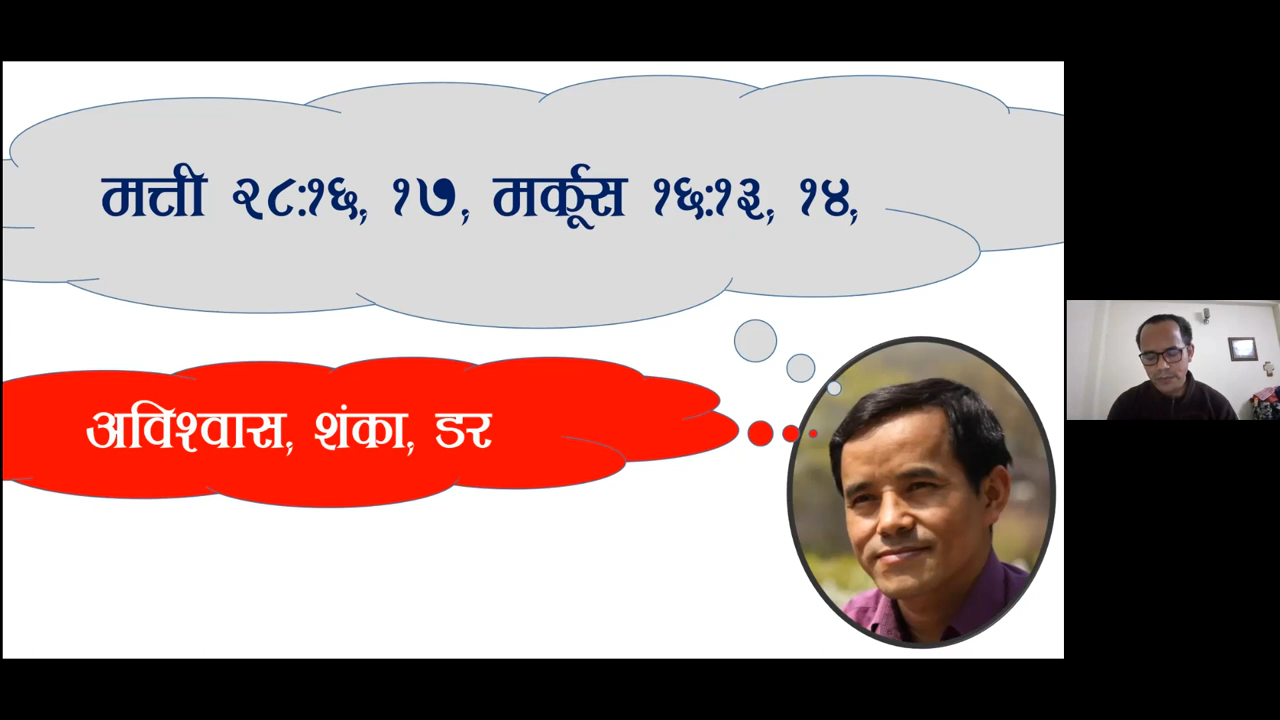 मत्ती २८:१६, १७, मर्कूस १६:१३, १४,
अविश्वास, शंका, डर